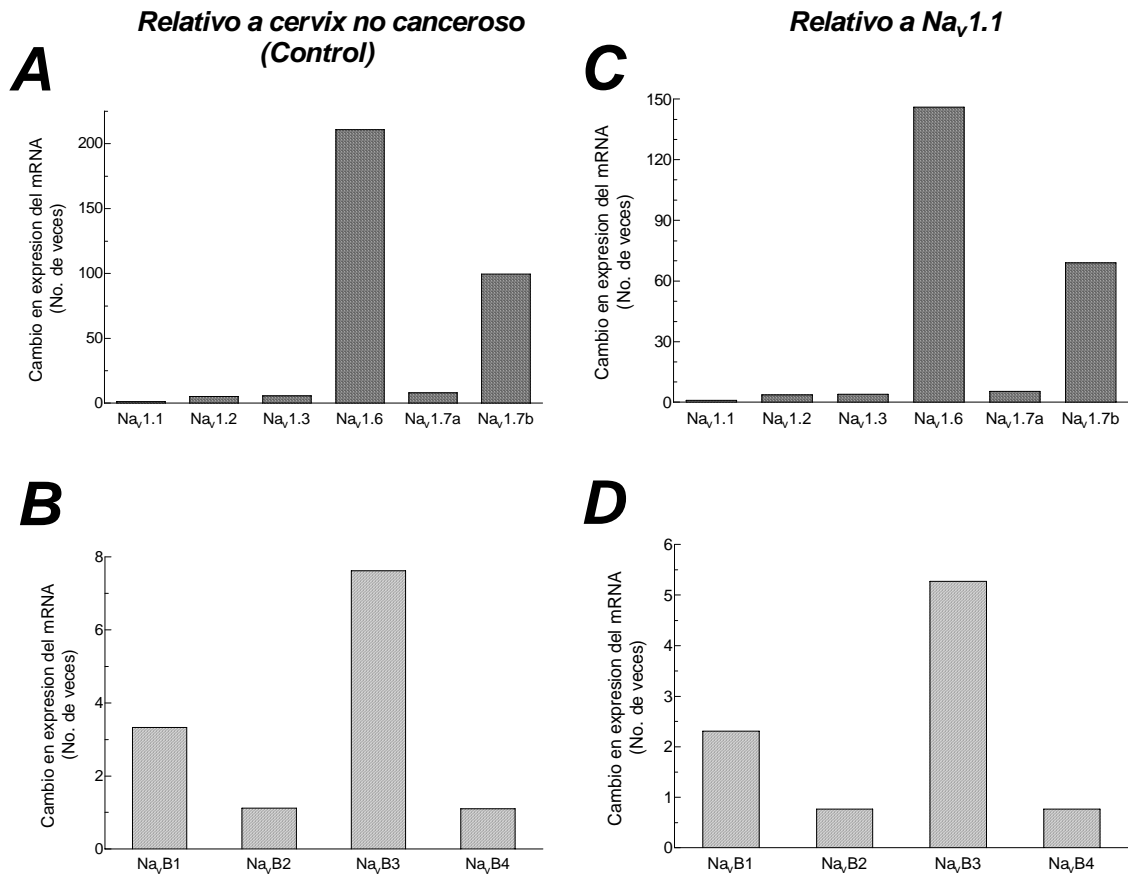 Relativo a cervix no canceroso
(Control)
Relativo a Nav1.1
A
Cambio en expresion del mRNA
(No. de veces)
200
150
100
50
0
Nav1.1 Nav1.2 Nav1.3 Nav1.6 Nav1.7a Nav1.7b
C
Cambio en expresion del mRNA
(No. de veces)
150
120
90
60
30
0
Nav1.1 Nav1.2 Nav1.3 Nav1.6 Nav1.7a Nav1.7b
B
Cambio en expresion del mRNA
(No. de veces)
8
6
4
2
0
NavB1 NavB2 NavB3 NavB4
D
Cambio en expresion del mRNA
(No. de veces)
6
5
4
3
2
1
0
NavB1 NavB2 NavB3 NavB4